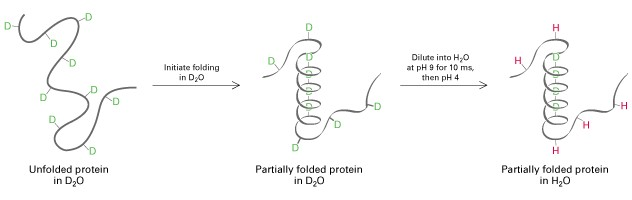 D
D
D
D
D
D
D
D
D
Unfolded protein
in D₂O
Initiate folding
in D₂O
D
D
D
D
D
D
D
D
D
D
Partially folded protein
in D₂O
Dilute into H₂O
at pH 9 for 10 ms,
then pH 4
H
H
D
D
D
D
D
H
H
H
Partially folded protein
in H₂O